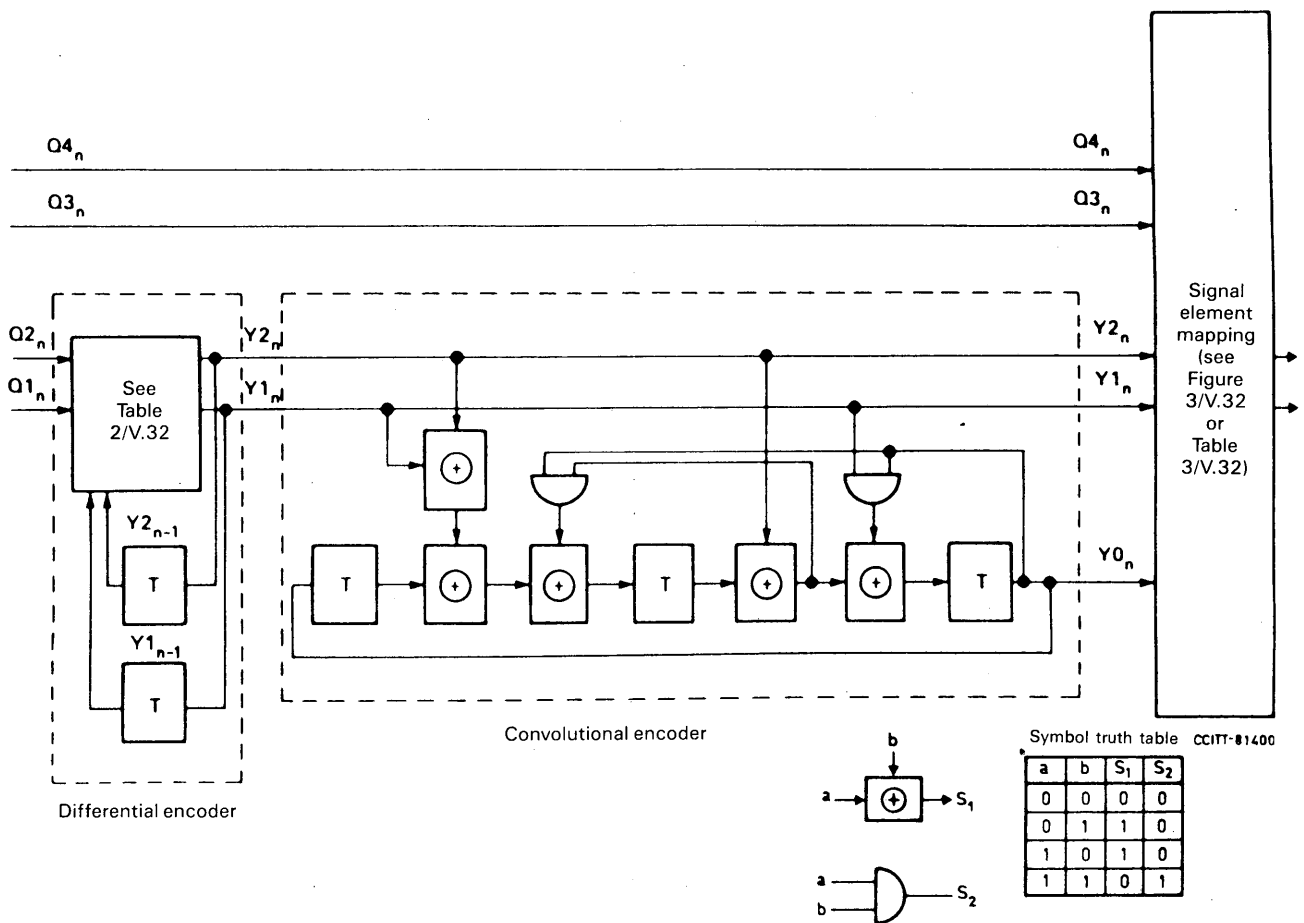 Q4n Q4n
Q3n Q3n
Q2n Y2n Y2n
Q1n Y1n Y1n
See
Table
2/V.32
Signal
element
mapping
(see
Figure
3/V.32
or
Table
3/V.32)
Y2n-1
T
Y1n-1
T
T T T
Y0n
Differential encoder
Convolutional encoder
b
a S1
a
b S2
Symbol truth table CCITT-81400
a b S1 S2
0 0 0 0
0 1 1 0
1 0 1 0
1 1 0 1